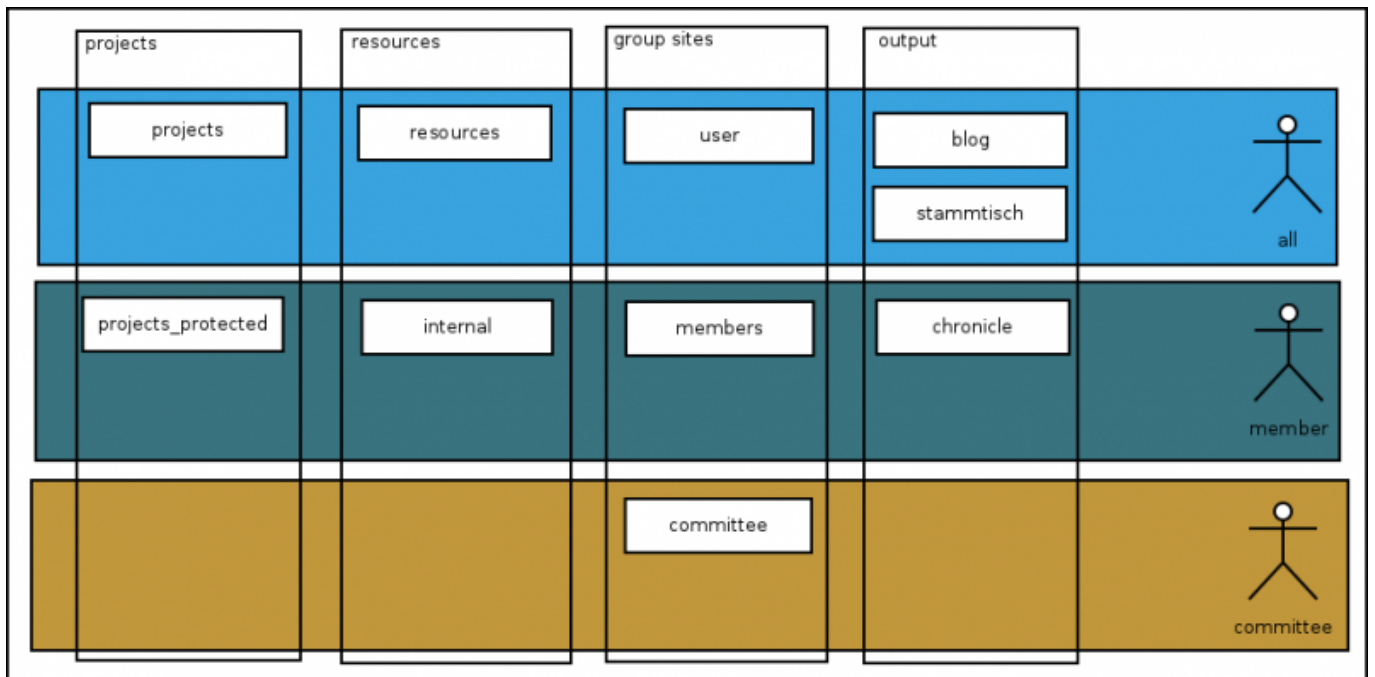 projects
resources
group sites
output
projects
resources
user
blog
stammtisch
all
projects_protected
internal
members
chronicle
member
committee
committee